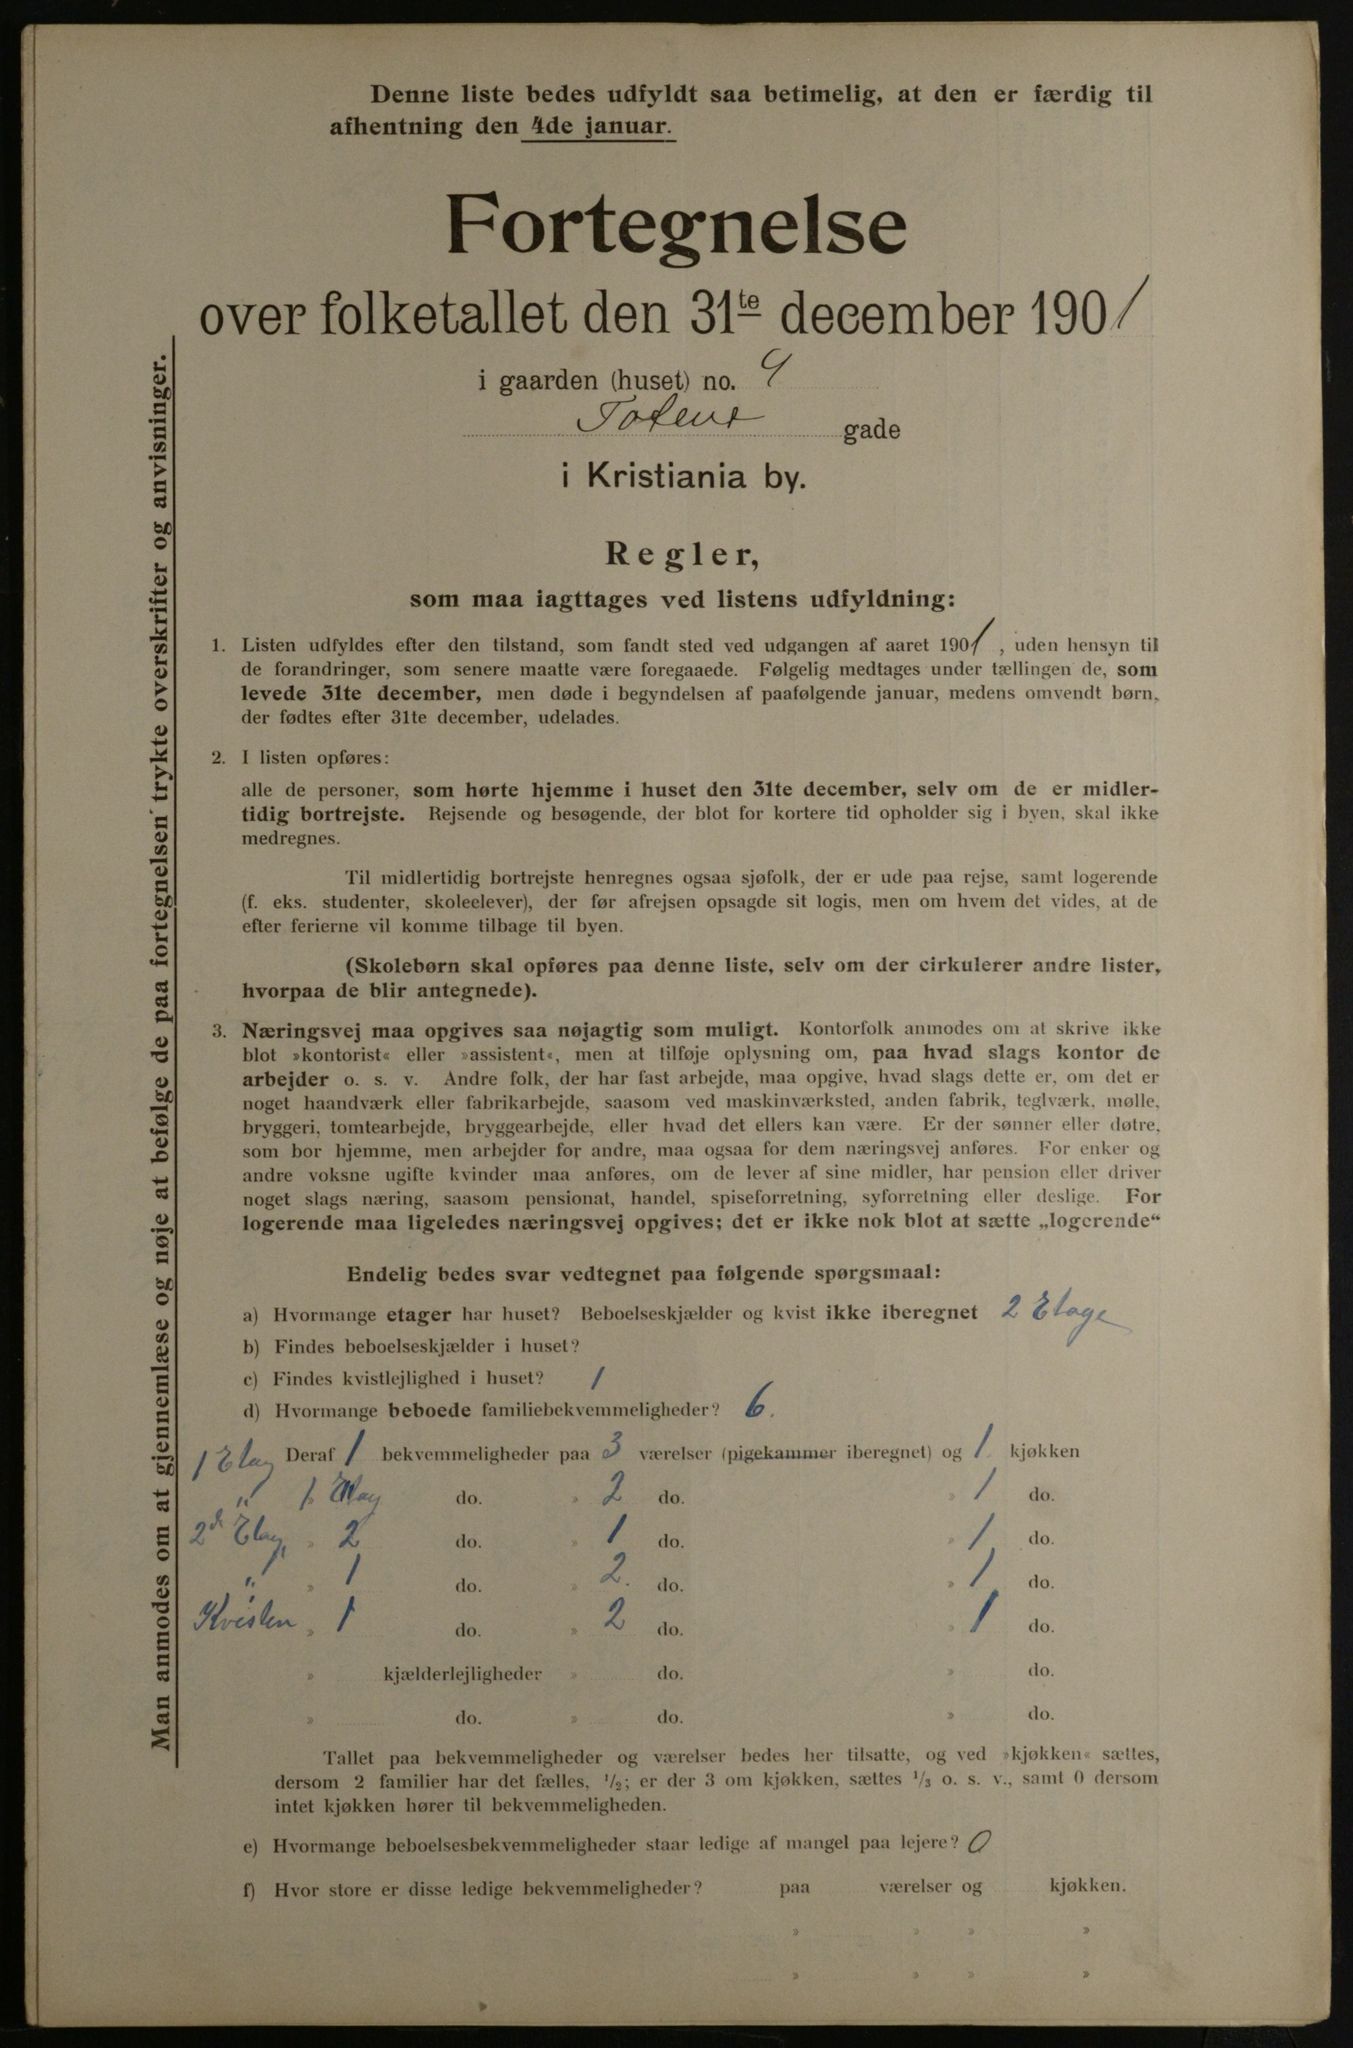 Denne liste bedes udfyldt saa betimelig, at den er færdig til
afhentning den 4de januar.
Fortegnelse
over folketallet den 31te december 1901
i gaarden (huset) no. 9
Totens gade
i Kristiania by.
Regler,
som maa iagttages ved listens udfyldning:
1. Listen udfyldes efter den tilstand, som fandt sted ved udgangen af aaret 1901, uden hensyn til
de forandringer, som senere maatte være foregaaede. Følgelig medtages under tællingen de, som
levede 31te december, men døde i begyndelsen af paafølgende januar, medens omvendt børn,
der fødtes efter 31te december, udelades.
2. I listen opføres:
alle de personer, som hørte hjemme i huset den 31te december, selv om de er midler-
tidig bortrejste. Rejsende og besøgende, der blot for kortere tid opholder sig i byen, skal ikke
medregnes.
Til midlertidig bortrejste henregnes ogsaa sjøfolk, der er ude paa rejse, samt logerende
(f. eks. studenter, skoleelever), der før afrejsen opsagde sit logis, men om hvem det vides, at de
efter ferierne vil komme tilbage til byen.
(Skolebørn skal opføres paa denne liste, selv om der cirkulerer andre lister,
hvorpaa de blir antegnede).
3. Næringsvej maa opgives saa nøjagtig som muligt. Kontorfolk anmodes om at skrive ikke
blot »kontorist« eller »assistent«, men at tilføje oplysning om, paa hvad slags kontor de
arbejder o. s. v. Andre folk, der har fast arbejde, maa opgive, hvad slags dette er, om det er
noget haandværk eller fabrikarbejde, saasom ved maskinværksted, anden fabrik, teglværk, mølle,
bryggeri, tomtearbejde, bryggearbejde, eller hvad det ellers kan være. Er der sønner eller døtre,
som bor hjemme, men arbejder for andre, maa ogsaa for dem næringsvej anføres. For enker og
andre voksne ugifte kvinder maa anføres, om de lever af sine midler, har pension eller driver
noget slags næring, saasom pensionat, handel, spiseforretning, syforretning eller deslige. For
logerende maa ligeledes næringsvej opgives; det er ikke nok blot at sætte „logerende“
Endelig bedes svar vedtegnet paa følgende spørgsmaal:
a) Hvormange etager har huset? Beboelseskjælder og kvist ikke iberegnet 2 Etage
b) Findes beboelseskjælder i huset?
c) Findes kvistlejlighed i huset? 1
d) Hvormange beboede familiebekvemmeligheder? 6.
1 Etag Deraf 1 bekvemmeligheder paa 3 værelser (pigekammer iberegnet) og 1 kjøkken
" 1 Etag do. » 2 do. » 1 do.
2d Etag » 2 do. » 1 do. » 1 do.
" » 1 do. » 2. do. » 1 do.
Kvisten » 1 do. » 2 do. » 1 do.
» kjælderlejligheder » do. » do.
» do. » do. » do.
Tallet paa bekvemmeligheder og værelser bedes her tilsatte, og ved »kjøkken« sættes,
dersom 2 familier har det fælles, 1/2; er der 3 om kjøkken, sættes 1/3 o. s. v., samt 0 dersom
intet kjøkken hører til bekvemmeligheden.
e) Hvormange beboelsesbekvemmeligheder staar ledige af mangel paa lejere? 0
f) Hvor store er disse ledige bekvemmeligheder? paa værelser og kjøkken.
» » » »
» » » »
Man anmodes om at gjennemlæse og nøje at befølge de paa fortegnelsen trykte overskrifter og anvisninger.